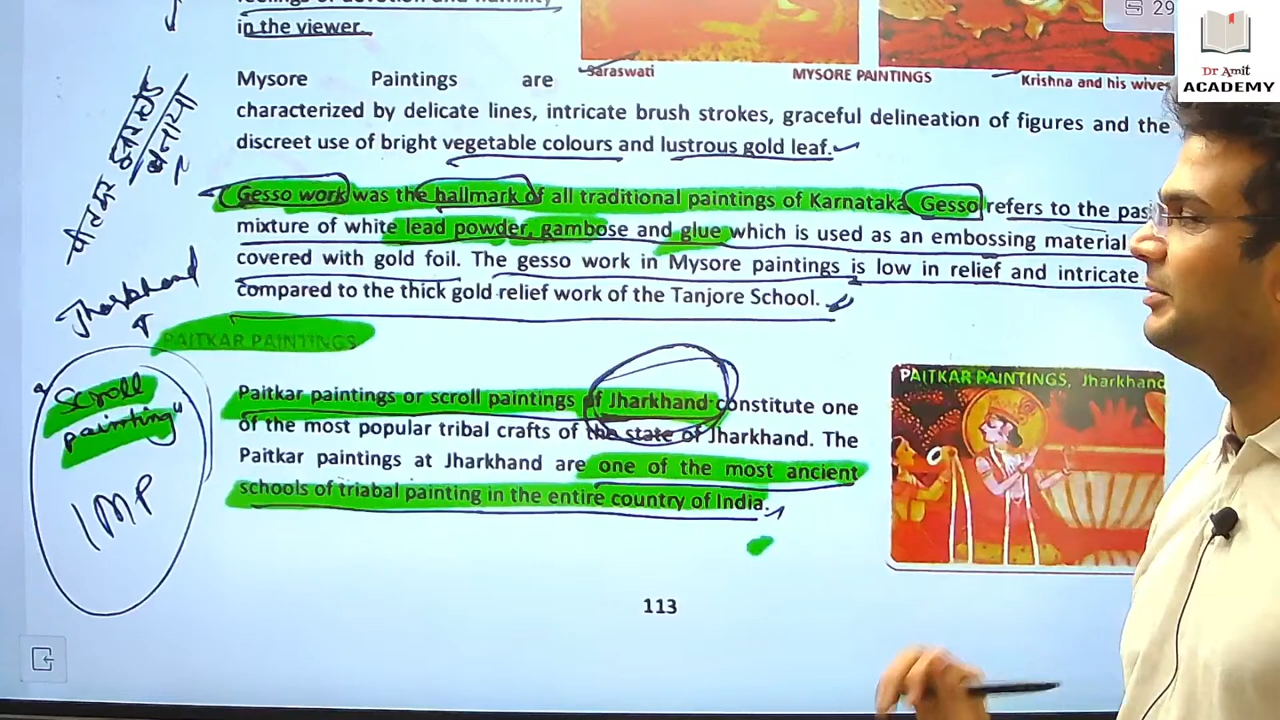 in the viewer.
Saraswati
MYSORE PAINTINGS
Krishna and his wives
29
Dr Amit
ACADEMY
Mysore Paintings are
characterized by delicate lines, intricate brush strokes, graceful delineation of figures and the
discreet use of bright vegetable colours and lustrous gold leaf.
Gesso work was the hallmark of all traditional paintings of Karnataka. Gesso refers to the
mixture of white lead powder, gambose and glue which is used as an embossing material
covered with gold foil. The gesso work in Mysore paintings is low in relief and intricate
compared to the thick gold relief work of the Tanjore School.
Jharkhand
PAITKAR PAINTINGS
"Scroll
painting"
IMP
Paitkar paintings or scroll paintings of Jharkhand constitute one
of the most popular tribal crafts of the state of Jharkhand. The
Paitkar paintings at Jharkhand are one of the most ancient
schools of triabal painting in the entire country of India.
PAITKAR PAINTINGS, Jharkhand
113